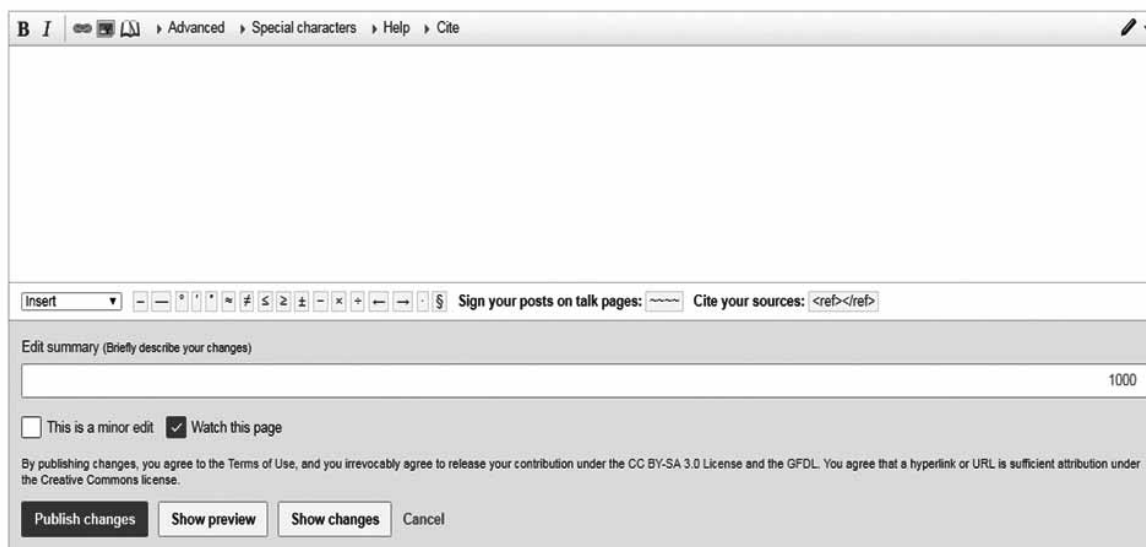 B I Advanced Special characters Help Cite
Insert – — ° ′ ″ ≈ ≠ ≤ ≥ ± − × ÷ ← → · § Sign your posts on talk pages: ~~~~ Cite your sources: <ref></ref>
Edit summary (Briefly describe your changes)
1000
This is a minor edit Watch this page
By publishing changes, you agree to the Terms of Use, and you irrevocably agree to release your contribution under the CC BY-SA 3.0 License and the GFDL. You agree that a hyperlink or URL is sufficient attribution under
the Creative Commons license.
Publish changes Show preview Show changes Cancel